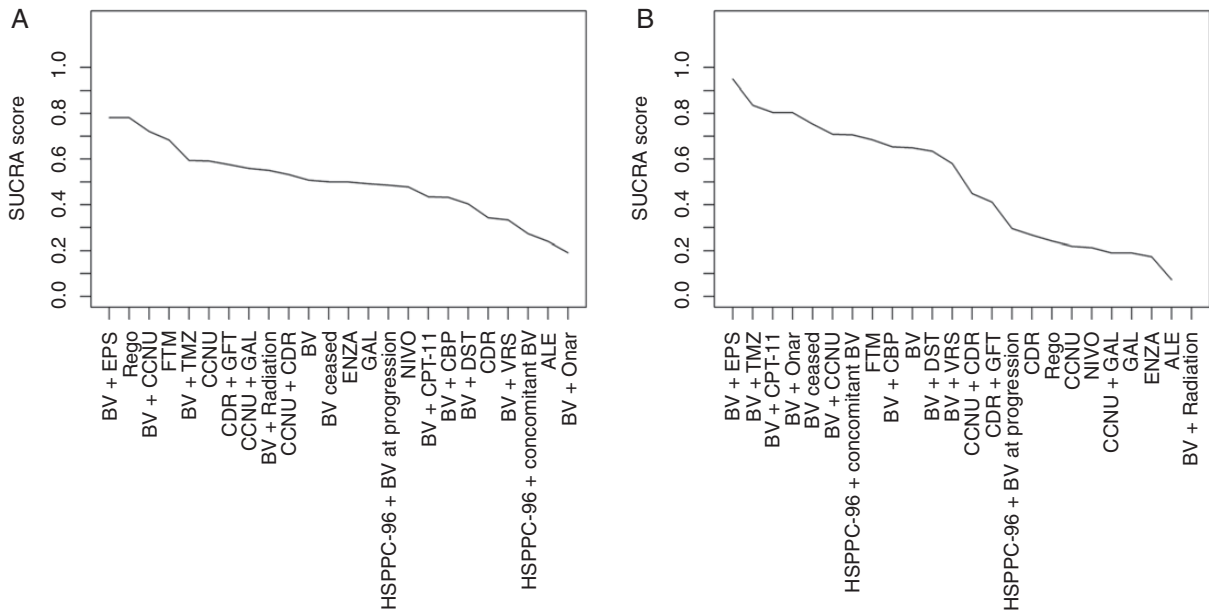 A
SUCRA score
1.0
0.8
0.6
0.4
0.2
0.0
BV + EPS
Rego
BV + CCNU
FTM
BV + TMZ
CCNU
CDR + GFT
CCNU + GAL
BV + Radiation
CCNU + CDR
BV
BV ceased
ENZA
GAL
HSPPC-96 + BV at progression
NIVO
BV + CPT-11
BV + CBP
BV + DST
CDR
BV + VRS
HSPPC-96 + concomitant BV
ALE
BV + Onar
B
SUCRA score
1.0
0.8
0.6
0.4
0.2
0.0
BV + EPS
BV + TMZ
BV + CPT-11
BV + Onar
BV ceased
BV + CCNU
HSPPC-96 + concomitant BV
FTM
BV + CBP
BV
BV + DST
BV + VRS
CCNU + CDR
CDR + GFT
HSPPC-96 + BV at progression
CDR
Rego
CCNU
NIVO
CCNU + GAL
GAL
ENZA
ALE
BV + Radiation